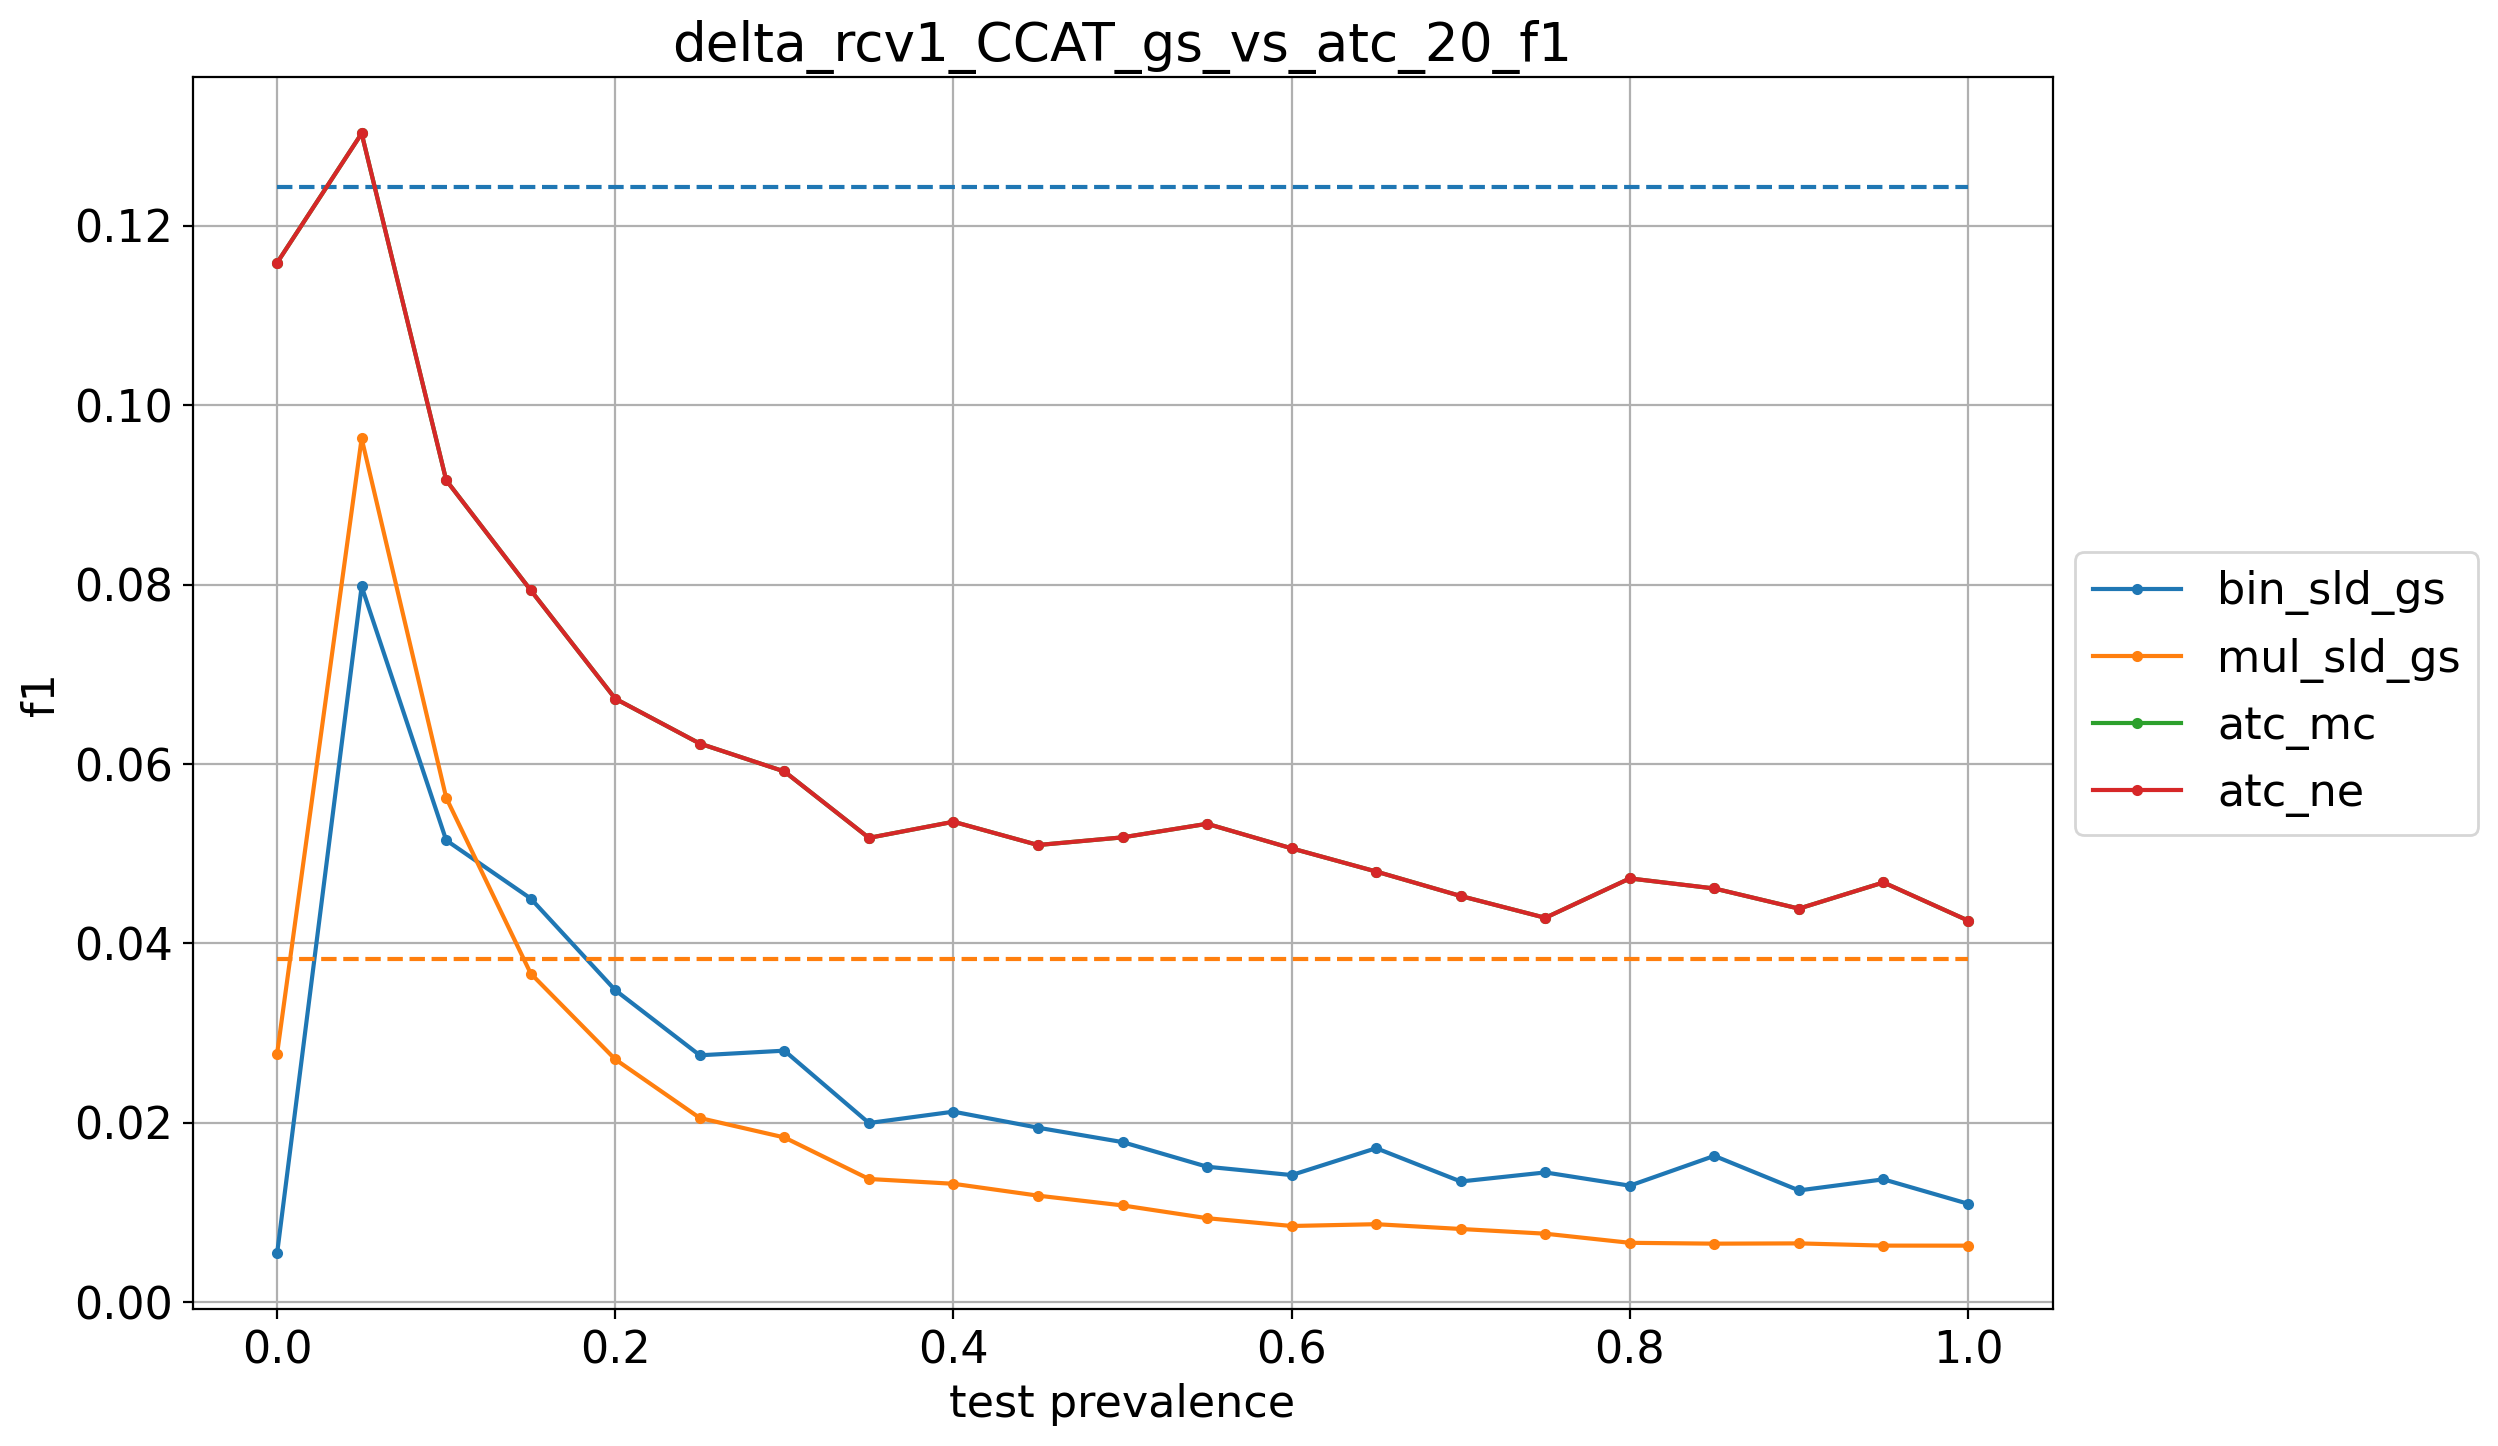 delta_rcv1_CCAT_gs_vs_atc_20_f1
0.12
0.10
0.08
0.06
0.04
0.02
0.00
f1
0.0 0.2 0.4 0.6 0.8 1.0
test prevalence
bin_sld_gs
mul_sld_gs
atc_mc
atc_ne